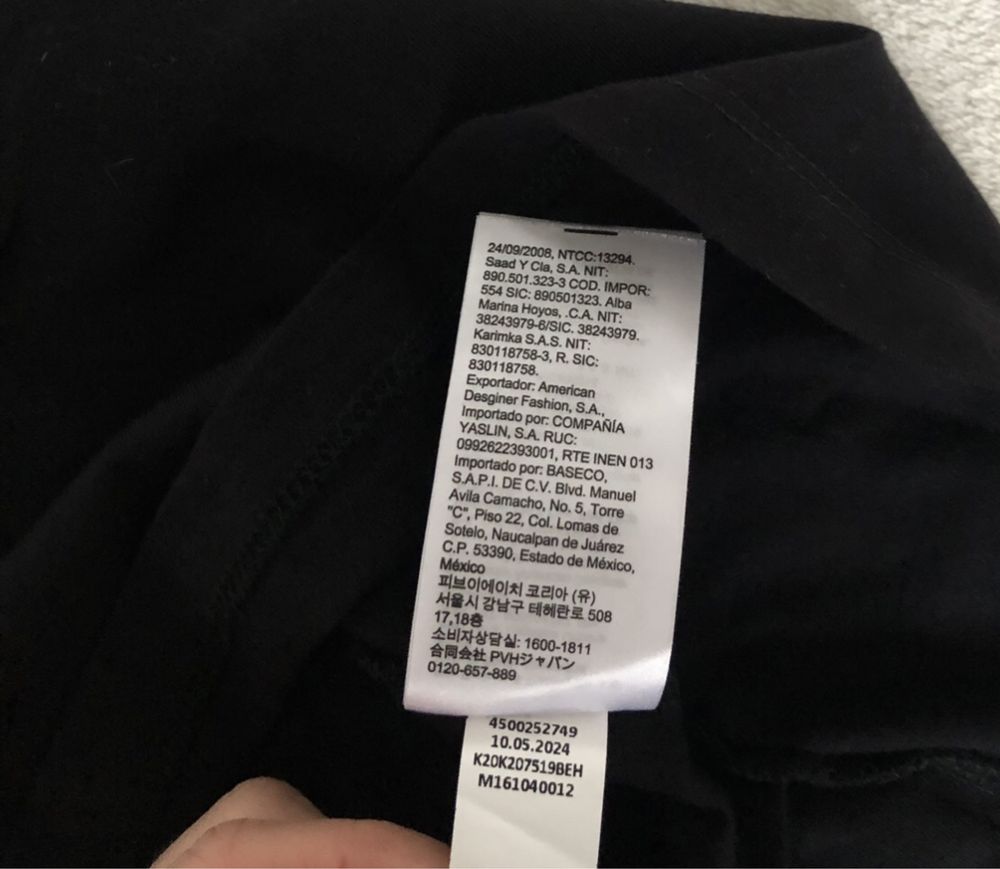 24/09/2008, NTCC:13294.
Saad Y Cla, S.A. NIT:
890.501.323-3 COD. IMPOR:
554 SIC: 890501323. Alba
Marina Hoyos, .C.A. NIT:
38243979-6/SIC. 38243979.
Karimka S.A.S. NIT:
830118758-3, R. SIC:
830118758.
Exportador: American
Desginer Fashion, S.A.,
Importado por: COMPAÑÍA
YASLIN, S.A. RUC:
0992622393001, RTE INEN 013
Importado por: BASECO,
S.A.P.I. DE C.V. Blvd. Manuel
Avila Camacho, No. 5, Torre
"C", Piso 22, Col. Lomas de
Sotelo, Naucalpan de Juárez
C.P. 53390, Estado de México,
México
피브이에이치 코리아 (유)
서울시 강남구 테헤란로 508
17,18층
소비자상담실: 1600-1811
合同会社 PVHジャパン
0120-657-889
4500252749
10.05.2024
K20K207519BEH
M161040012